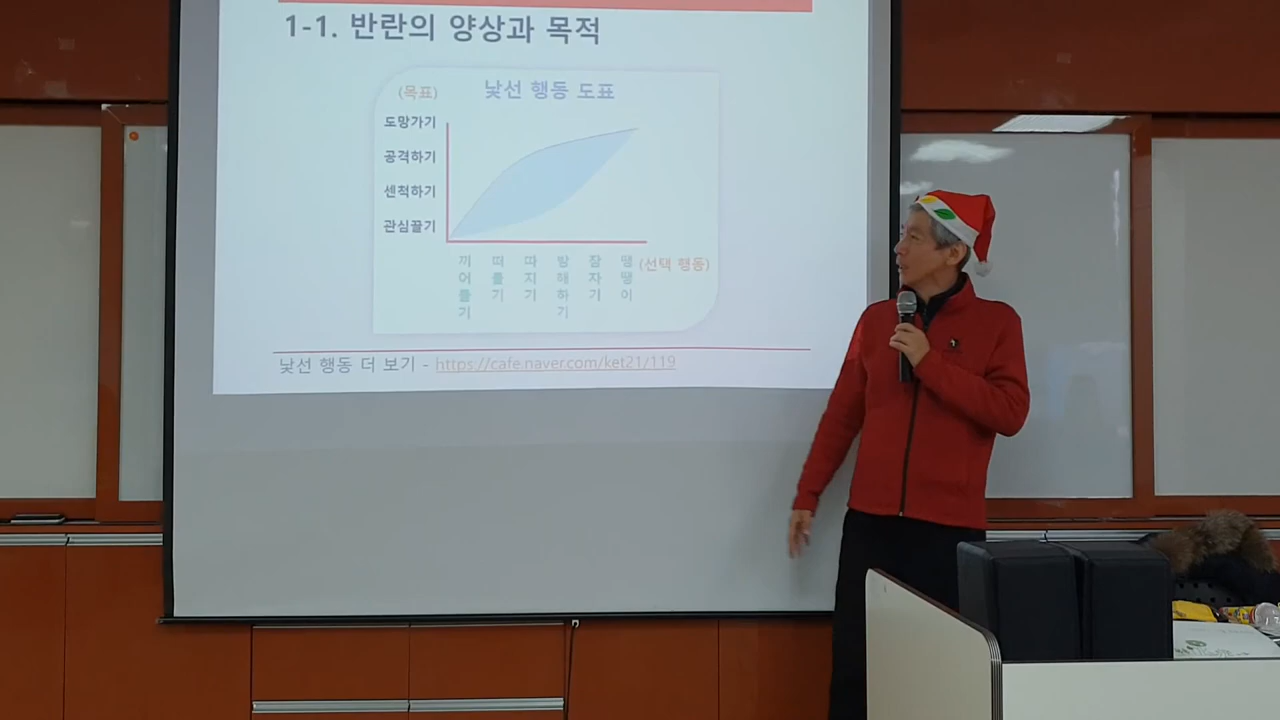 1-1. 반란의 양상과 목적
낯선 행동 도표
(목표)
도망가기
공격하기
센척하기
관심끌기
끼어들기
떠들기
따지기
방해하기
잠자기
땡땡이
(선택 행동)
낯선 행동 더 보기 - https://cafe.naver.com/ket21/119